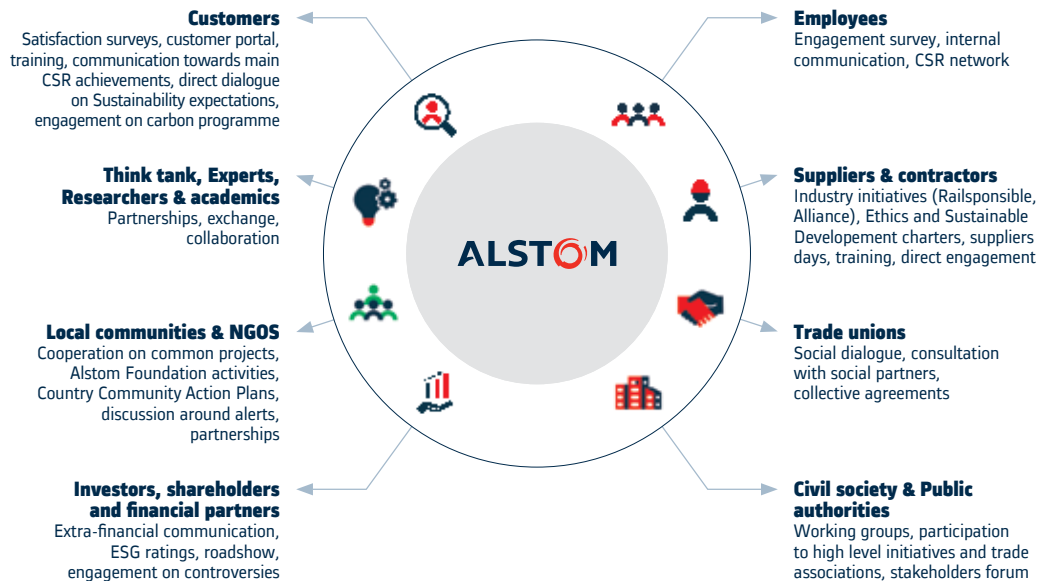 Customers
Satisfaction surveys, customer portal,
training, communication towards main
CSR achievements, direct dialogue
on Sustainability expectations,
engagement on carbon programme
Think tank, Experts,
Researchers & academics
Partnerships, exchange,
collaboration
Local communities & NGOS
Cooperation on common projects,
Alstom Foundation activities,
Country Community Action Plans,
discussion around alerts,
partnerships
Investors, shareholders
and financial partners
Extra-financial communication,
ESG ratings, roadshow,
engagement on controversies
ALSTOM
Employees
Engagement survey, internal
communication, CSR network
Suppliers & contractors
Industry initiatives (Railsponsible,
Alliance), Ethics and Sustainable
Developement charters, suppliers
days, training, direct engagement
Trade unions
Social dialogue, consultation
with social partners,
collective agreements
Civil society & Public
authorities
Working groups, participation
to high level initiatives and trade
associations, stakeholders forum